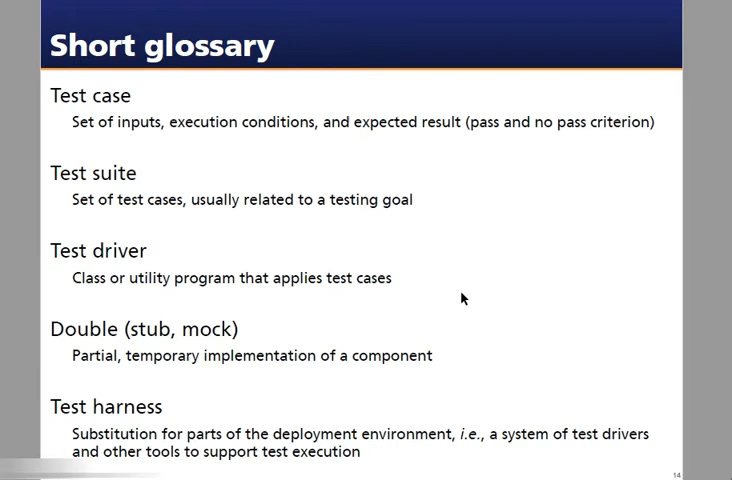 Short glossary
Test case
Set of inputs, execution conditions, and expected result (pass and no pass criterion)
Test suite
Set of test cases, usually related to a testing goal
Test driver
Class or utility program that applies test cases
Double (stub, mock)
Partial, temporary implementation of a component
Test harness
Substitution for parts of the deployment environment, i.e., a system of test drivers
and other tools to support test execution
14